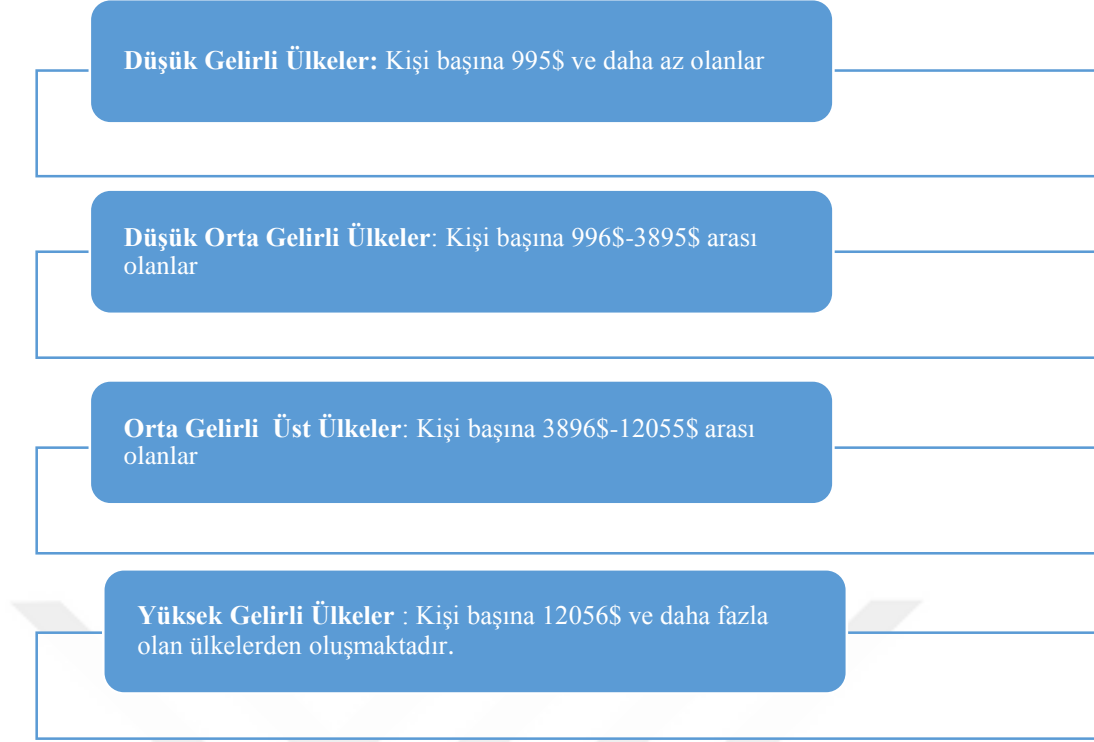 Düşük Gelirli Ülkeler: Kişi başına 995$ ve daha az olanlar
Düşük Orta Gelirli Ülkeler: Kişi başına 996$-3895$ arası
olanlar
Orta Gelirli  Üst Ülkeler: Kişi başına 3896$-12055$ arası
olanlar
Yüksek Gelirli Ülkeler : Kişi başına 12056$ ve daha fazla
olan ülkelerden oluşmaktadır.